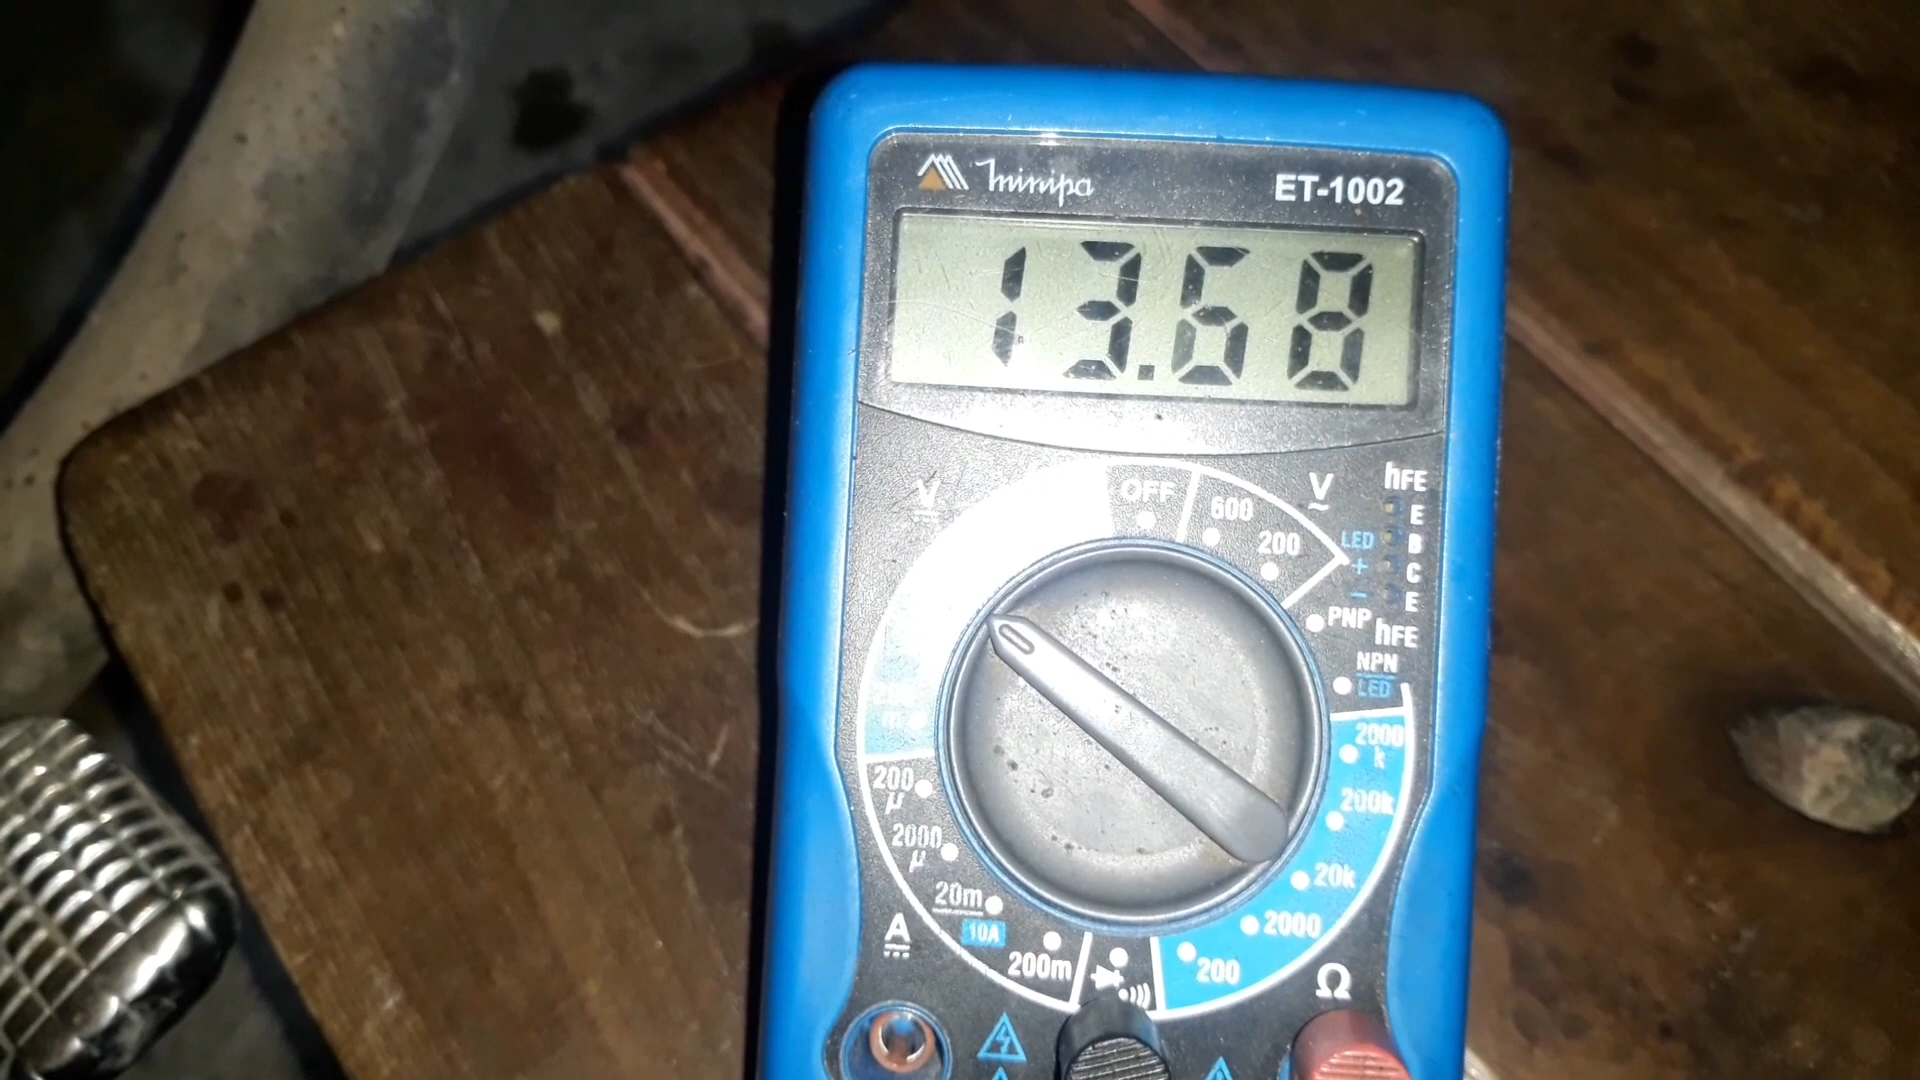 minipa ET-1002
13.68
V
OFF
600
200
V
hFE
E
LED B
+ C
- E
PNP hFE
NPN
LED
m
200
µ
2000
µ
20m
10A
A
200m
2000
k
200k
20k
2000
200
Ω